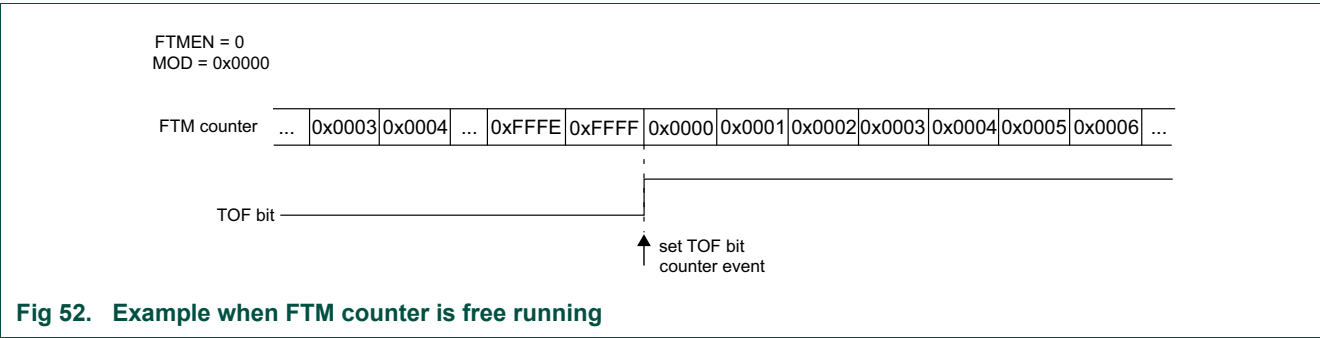 FTMEN = 0
MOD = 0x0000
FTM counter ... 0x0003 0x0004 ... 0xFFFE 0xFFFF 0x0000 0x0001 0x0002 0x0003 0x0004 0x0005 0x0006 ...
TOF bit
set TOF bit
counter event
Fig 52. Example when FTM counter is free running